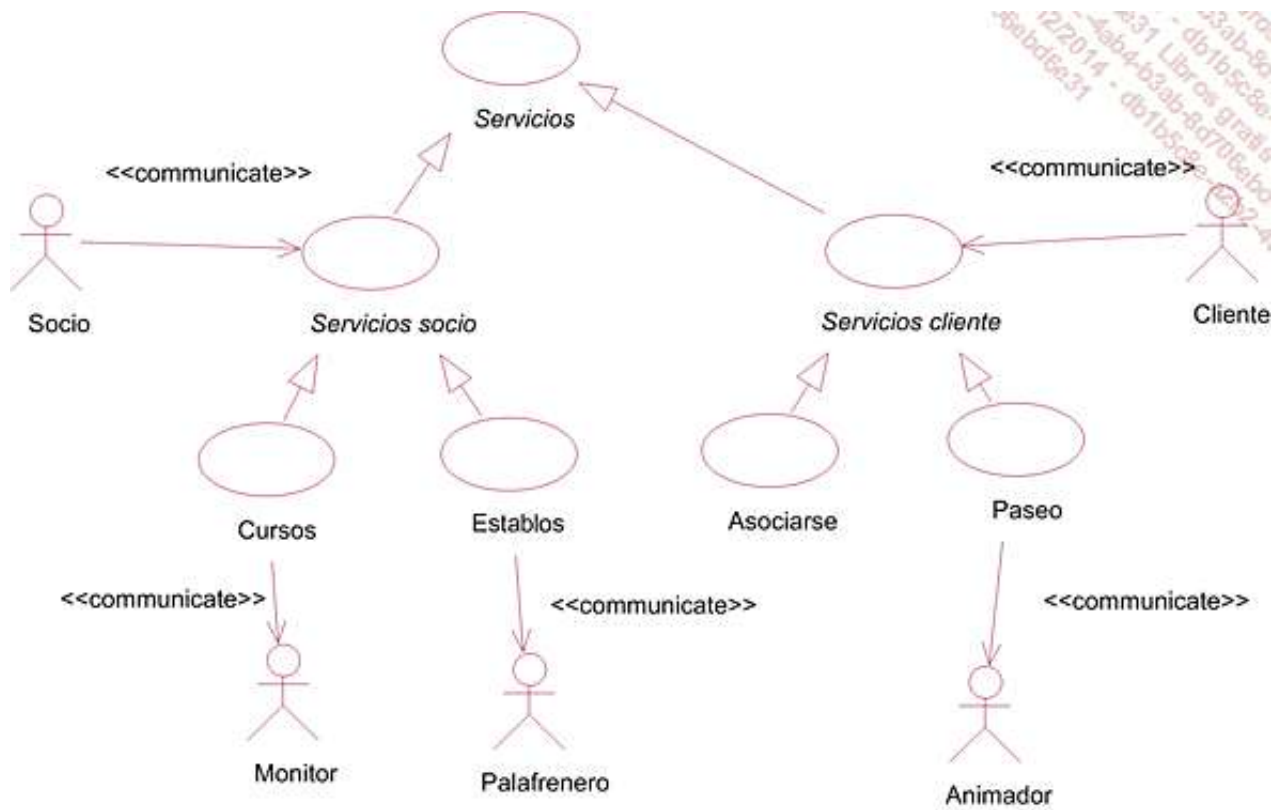 Servicios
<<communicate>>
<<communicate>>
Socio
Servicios socio
Servicios cliente
Cliente
Cursos
Establos
Asociarse
Paseo
<<communicate>>
<<communicate>>
<<communicate>>
Monitor
Palafrenero
Animador